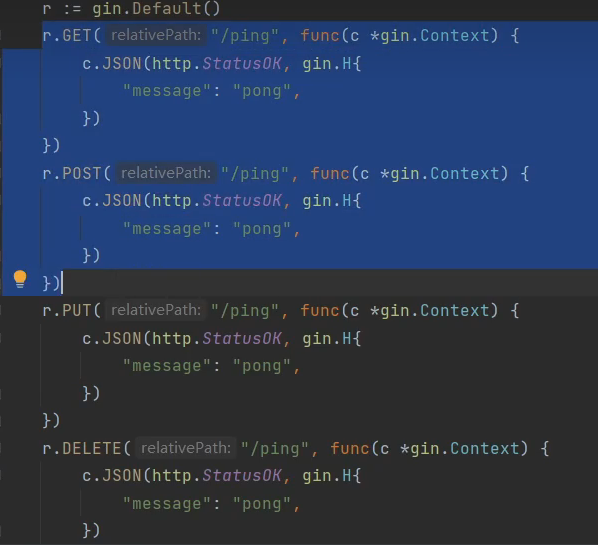 r := gin.Default()
r.GET( relativePath: "/ping", func(c *gin.Context) {
c.JSON(http.StatusOK, gin.H{
"message": "pong",
})
})
r.POST( relativePath: "/ping", func(c *gin.Context) {
c.JSON(http.StatusOK, gin.H{
"message": "pong",
})
})
r.PUT( relativePath: "/ping", func(c *gin.Context) {
c.JSON(http.StatusOK, gin.H{
"message": "pong",
})
})
r.DELETE( relativePath: "/ping", func(c *gin.Context) {
c.JSON(http.StatusOK, gin.H{
"message": "pong",
})